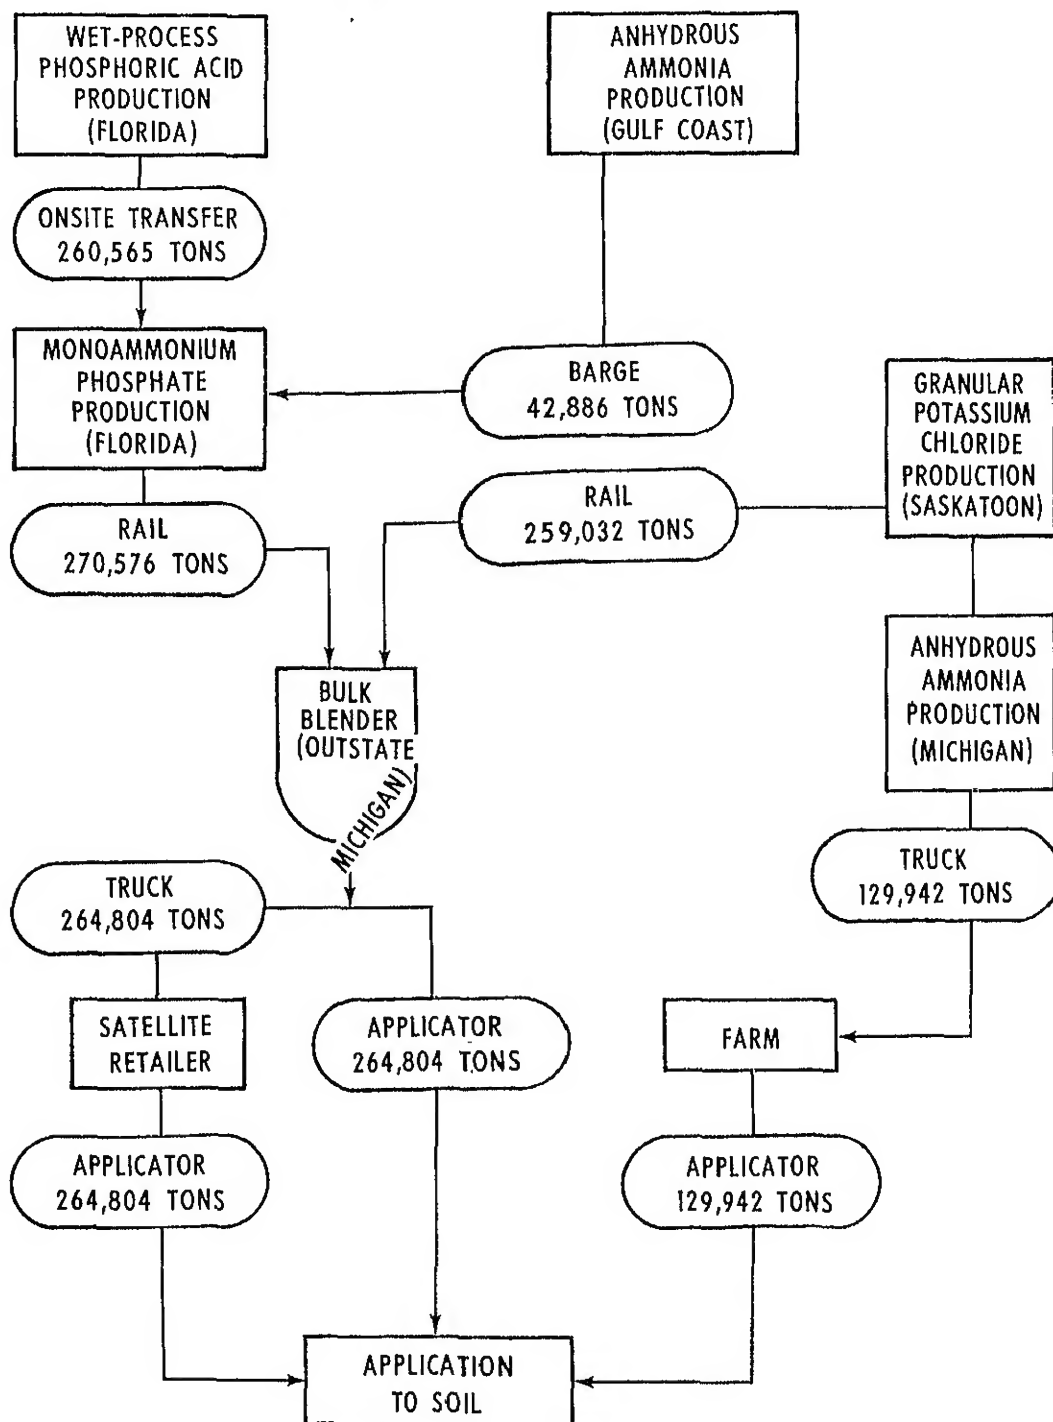 WET-PROCESS
PHOSPHORIC ACID
PRODUCTION
(FLORIDA)
ANHYDROUS
AMMONIA
PRODUCTION
(GULF COAST)
ONSITE TRANSFER
260,565 TONS
MONOAMMONIUM
PHOSPHATE
PRODUCTION
(FLORIDA)
BARGE
42,886 TONS
GRANULAR
POTASSIUM
CHLORIDE
PRODUCTION
(SASKATOON)
RAIL
270,576 TONS
RAIL
259,032 TONS
BULK
BLENDER
(OUTSTATE
MICHIGAN)
ANHYDROUS
AMMONIA
PRODUCTION
(MICHIGAN)
TRUCK
264,804 TONS
TRUCK
129,942 TONS
SATELLITE
RETAILER
APPLICATOR
264,804 TONS
FARM
APPLICATOR
264,804 TONS
APPLICATOR
129,942 TONS
APPLICATION
TO SOIL